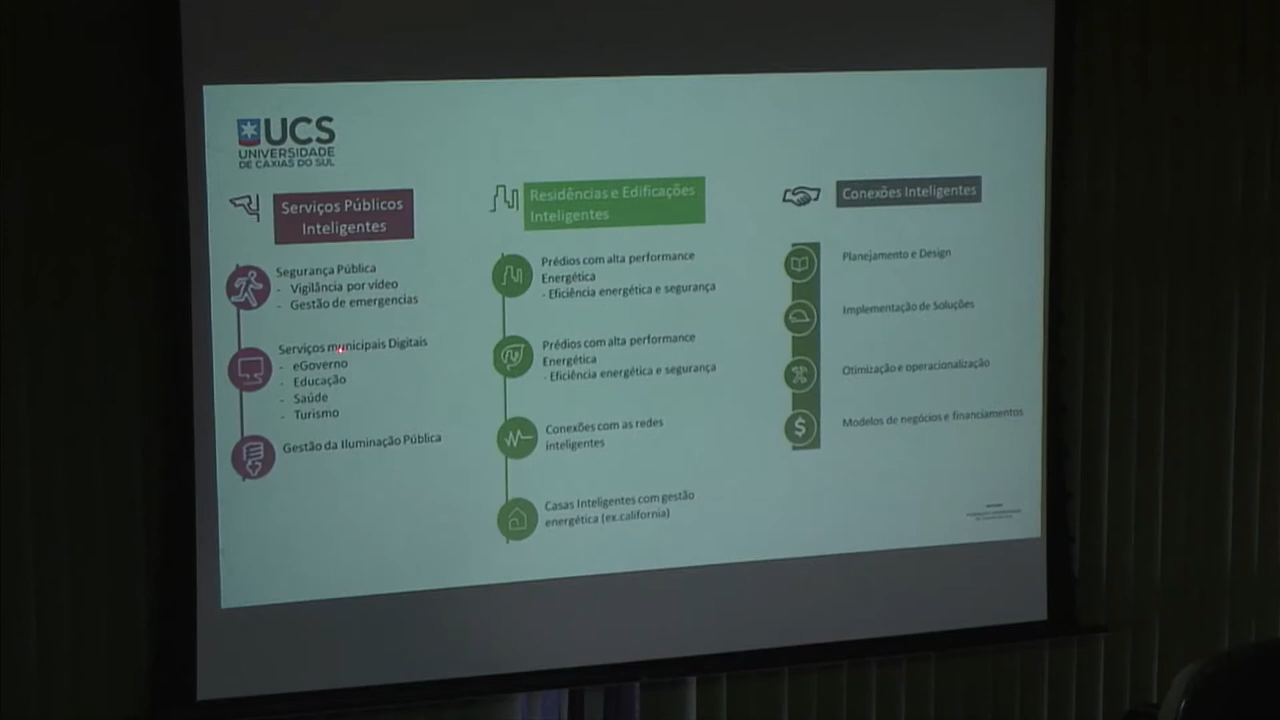 UCS
UNIVERSIDADE
DE CAXIAS DO SUL
Serviços Públicos
Inteligentes
Segurança Pública
- Vigilância por vídeo
- Gestão de emergencias
Serviços municipais Digitais
- eGoverno
- Educação
- Saúde
- Turismo
Gestão da Iluminação Pública
Residências e Edificações
Inteligentes
Prédios com alta performance
Energética
- Eficiência energética e segurança
Prédios com alta performance
Energética
- Eficiência energética e segurança
Conexões com as redes
inteligentes
Casas Inteligentes com gestão
energética (ex.california)
Conexões Inteligentes
Planejamento e Design
Implementação de Soluções
Otimização e operacionalização
Modelos de negócios e financiamentos
$